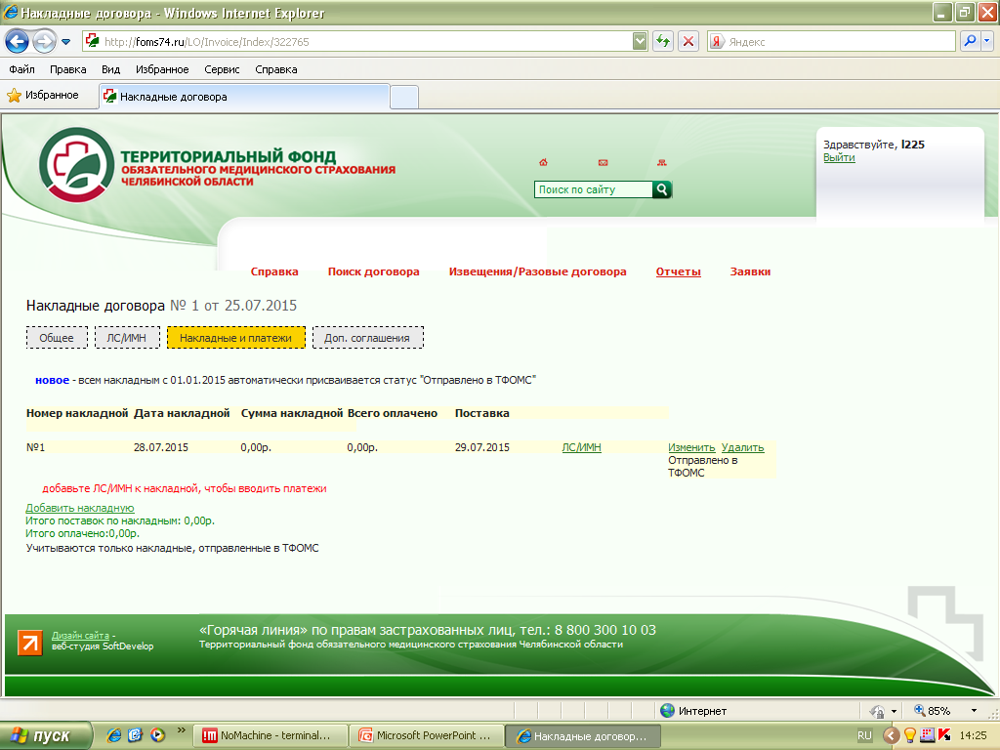 Накладные договора - Windows Internet Explorer
http://foms74.ru/LO/Invoice/Index/322765
Яндекс
Файл Правка Вид Избранное Сервис Справка
Избранное
Накладные договора
ТЕРРИТОРИАЛЬНЫЙ ФОНД
ОБЯЗАТЕЛЬНОГО МЕДИЦИНСКОГО СТРАХОВАНИЯ
ЧЕЛЯБИНСКОЙ ОБЛАСТИ
Поиск по сайту
Здравствуйте, l225
Выйти
Справка Поиск договора Извещения/Разовые договора Отчеты Заявки
Накладные договора № 1 от 25.07.2015
Общее ЛС/ИМН Накладные и платежи Доп. соглашения
новое - всем накладным с 01.01.2015 автоматически присваивается статус "Отправлено в ТФОМС"
Номер накладной Дата накладной Сумма накладной Всего оплачено Поставка
№1 28.07.2015 0,00р. 0,00р. 29.07.2015 ЛС/ИМН Изменить Удалить
Отправлено в
ТФОМС
добавьте ЛС/ИМН к накладной, чтобы вводить платежи
Добавить накладную
Итого поставок по накладным: 0,00р.
Итого оплачено:0,00р.
Учитываются только накладные, отправленные в ТФОМС
Дизайн сайта -
веб-студия SoftDevelop
«Горячая линия» по правам застрахованных лиц, тел.: 8 800 300 10 03
Территориальный фонд обязательного медицинского страхования Челябинской области
Интернет
85%
пуск
NoMachine - terminal...
Microsoft PowerPoint ...
Накладные договор...
RU
14:25